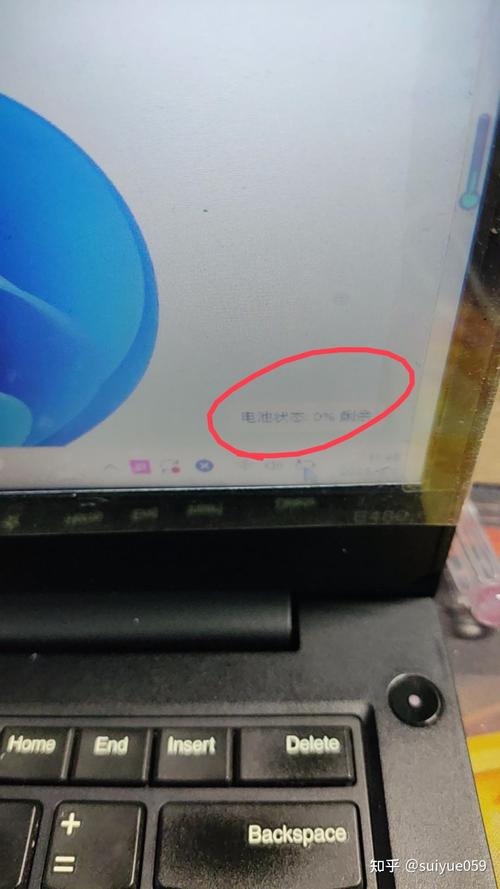 电池状态: 0% 剩余
E480
Home
End
Insert
Delete
+
=
Backspace
知乎 @suiyue059